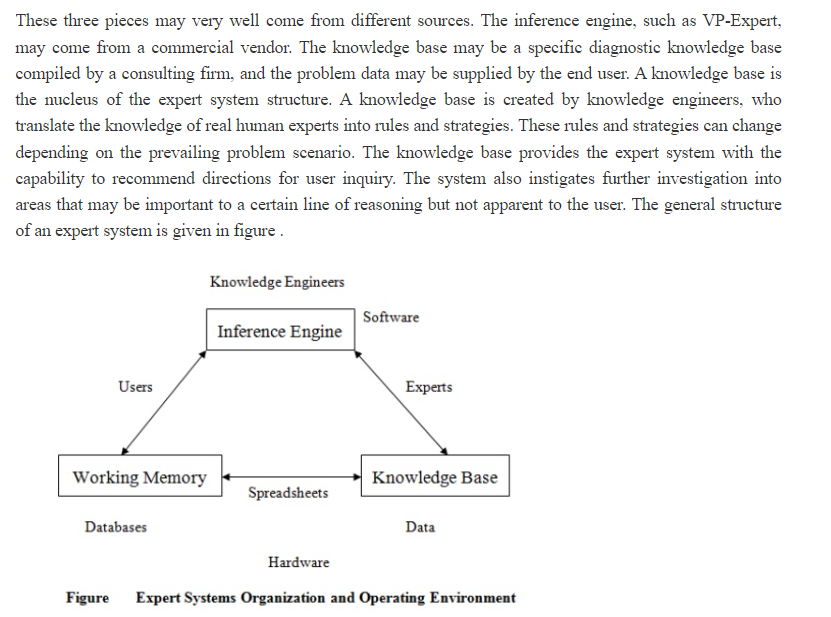 These three pieces may very well come from different sources. The inference engine, such as VP-Expert,
may come from a commercial vendor. The knowledge base may be a specific diagnostic knowledge base
compiled by a consulting firm, and the problem data may be supplied by the end user. A knowledge base is
the nucleus of the expert system structure. A knowledge base is created by knowledge engineers, who
translate the knowledge of real human experts into rules and strategies. These rules and strategies can change
depending on the prevailing problem scenario. The knowledge base provides the expert system with the
capability to recommend directions for user inquiry. The system also instigates further investigation into
areas that may be important to a certain line of reasoning but not apparent to the user. The general structure
of an expert system is given in figure .
Knowledge Engineers
Software
Inference Engine
Users
Experts
Working Memory
Knowledge Base
Spreadsheets
Databases
Data
Hardware
Figure Expert Systems Organization and Operating Environment